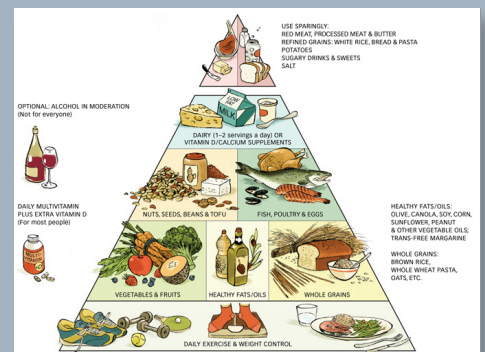 USE SPARINGLY:
RED MEAT, PROCESSED MEAT & BUTTER
REFINED GRAINS: WHITE RICE, BREAD & PASTA
POTATOES
SUGARY DRINKS & SWEETS
SALT
OPTIONAL: ALCOHOL IN MODERATION
(Not for everyone)
LOW FAT
MILK
DAIRY (1–2 servings a day) OR
VITAMIN D/CALCIUM SUPPLEMENTS
NUTS, SEEDS, BEANS & TOFU
FISH, POULTRY & EGGS
DAILY MULTIVITAMIN
PLUS EXTRA VITAMIN D
(For most people)
MULTI
HEALTHY FATS/OILS:
OLIVE, CANOLA, SOY, CORN,
SUNFLOWER, PEANUT
& OTHER VEGETABLE OILS;
TRANS-FREE MARGARINE
WHOLE GRAINS:
BROWN RICE,
WHOLE WHEAT PASTA,
OATS, ETC.
VEGETABLES & FRUITS
HEALTHY FATS/OILS
WHOLE GRAINS
DAILY EXERCISE & WEIGHT CONTROL